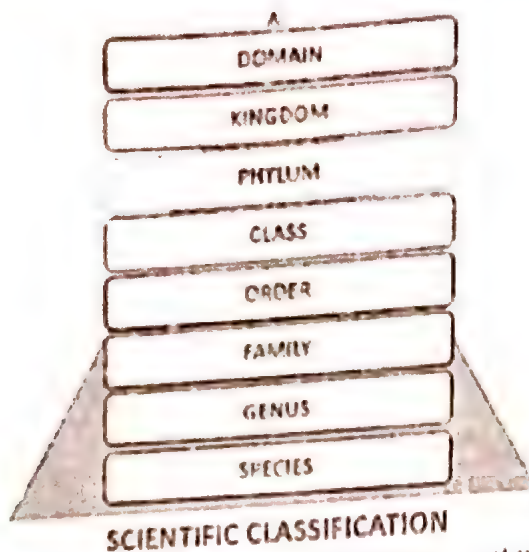 DOMAIN
KINGDOM
PHYLUM
CLASS
ORDER
FAMILY
GENUS
SPECIES
SCIENTIFIC CLASSIFICATION